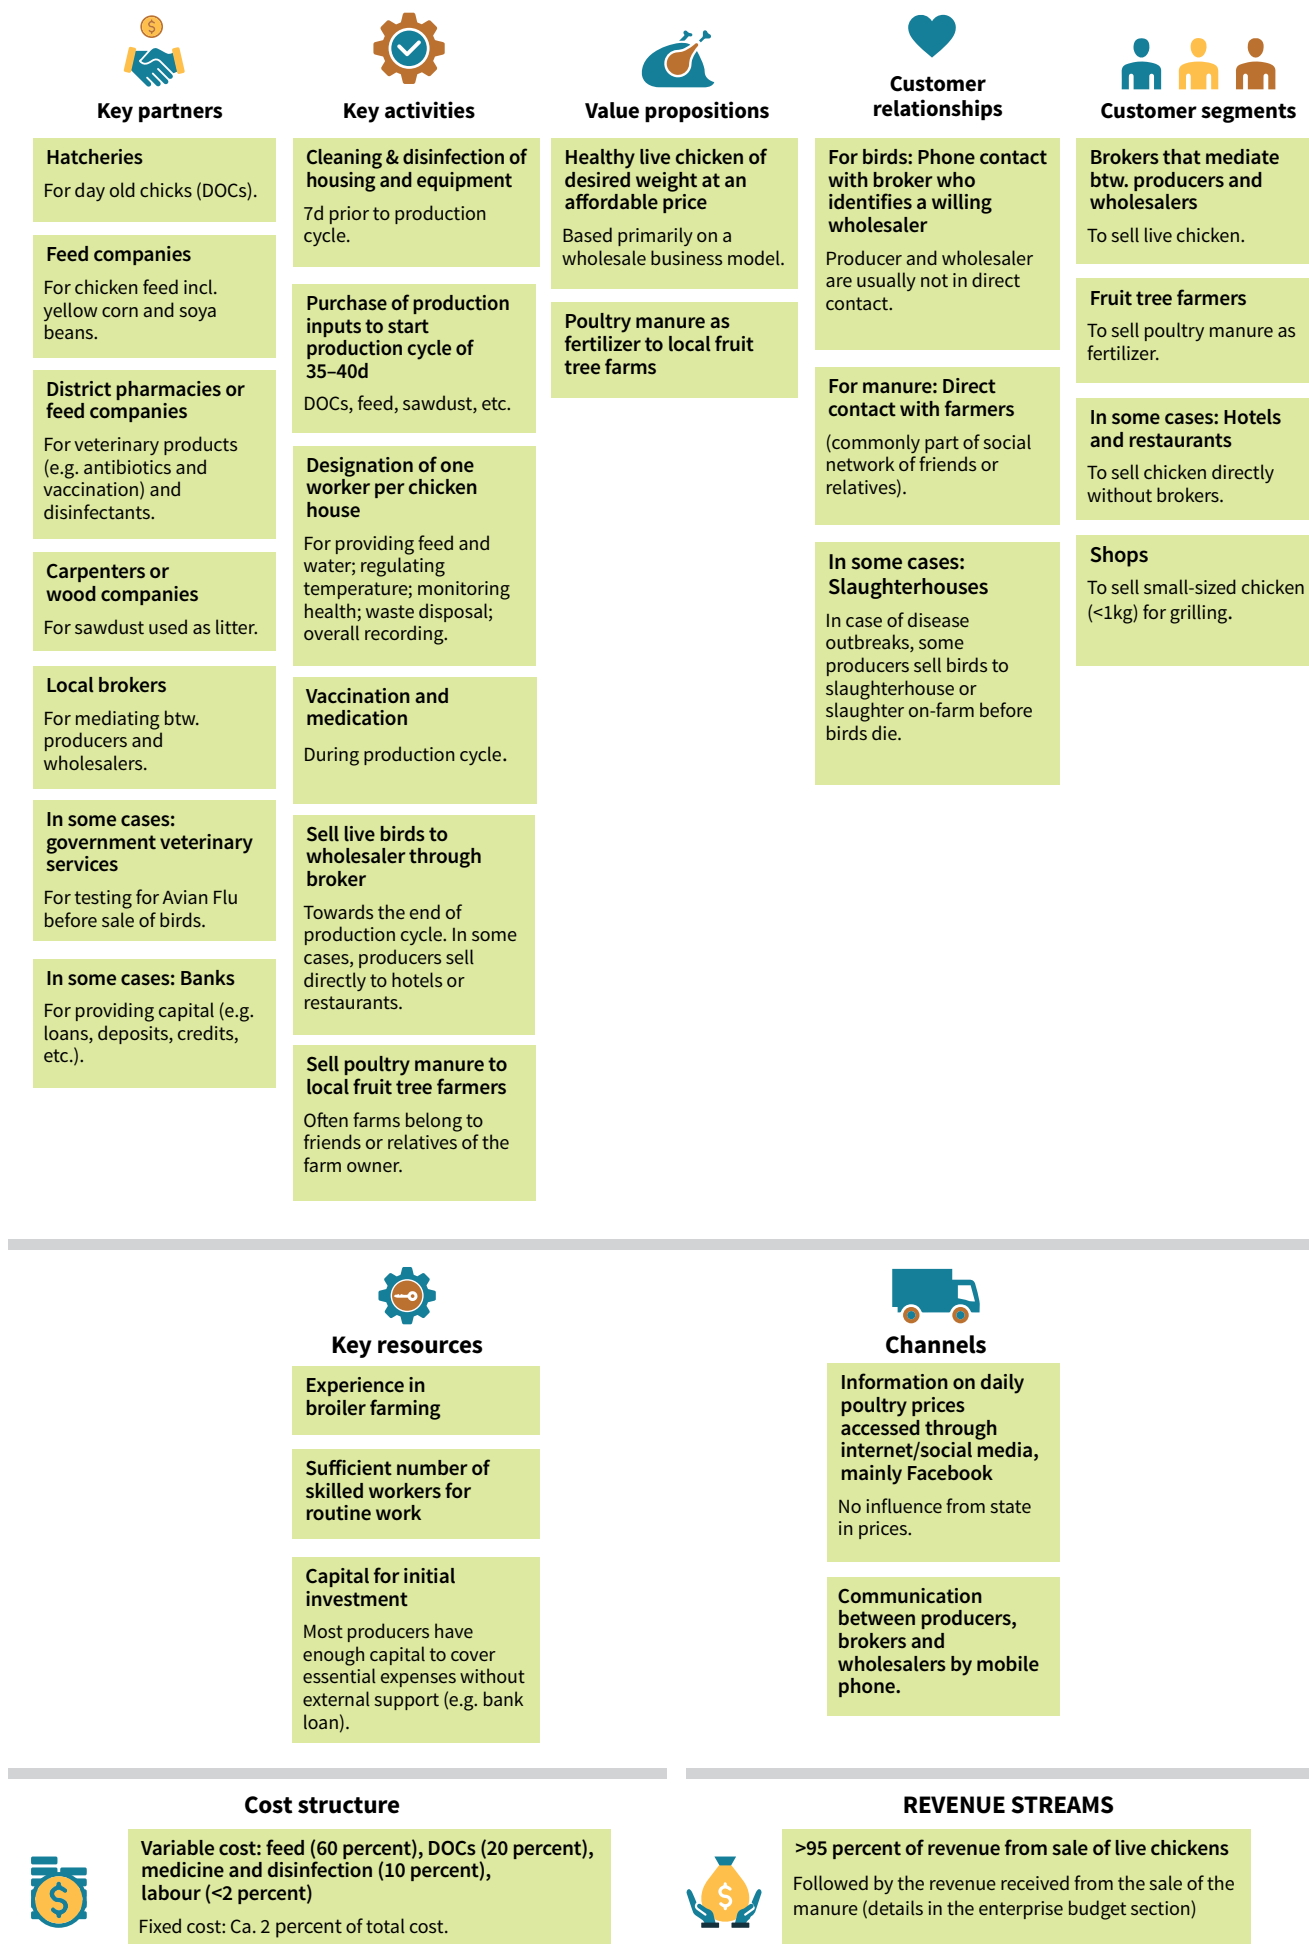 Key partners
Hatcheries
For day old chicks (DOCs).
Feed companies
For chicken feed incl.
yellow corn and soya
beans.
District pharmacies or
feed companies
For veterinary products
(e.g. antibiotics and
vaccination) and
disinfectants.
Carpenters or
wood companies
For sawdust used as litter.
Local brokers
For mediating btw.
producers and
wholesalers.
In some cases:
government veterinary
services
For testing for Avian Flu
before sale of birds.
In some cases: Banks
For providing capital (e.g.
loans, deposits, credits,
etc.).
Key activities
Cleaning & disinfection of
housing and equipment
7d prior to production
cycle.
Purchase of production
inputs to start
production cycle of
35–40d
DOCs, feed, sawdust, etc.
Designation of one
worker per chicken
house
For providing feed and
water; regulating
temperature; monitoring
health; waste disposal;
overall recording.
Vaccination and
medication
During production cycle.
Sell live birds to
wholesaler through
broker
Towards the end of
production cycle. In some
cases, producers sell
directly to hotels or
restaurants.
Sell poultry manure to
local fruit tree farmers
Often farms belong to
friends or relatives of the
farm owner.
Value propositions
Healthy live chicken of
desired weight at an
affordable price
Based primarily on a
wholesale business model.
Poultry manure as
fertilizer to local fruit
tree farms
Customer
relationships
For birds: Phone contact
with broker who
identifies a willing
wholesaler
Producer and wholesaler
are usually not in direct
contact.
For manure: Direct
contact with farmers
(commonly part of social
network of friends or
relatives).
In some cases:
Slaughterhouses
In case of disease
outbreaks, some
producers sell birds to
slaughterhouse or
slaughter on-farm before
birds die.
Customer segments
Brokers that mediate
btw. producers and
wholesalers
To sell live chicken.
Fruit tree farmers
To sell poultry manure as
fertilizer.
In some cases: Hotels
and restaurants
To sell chicken directly
without brokers.
Shops
To sell small-sized chicken
(<1kg) for grilling.
Key resources
Experience in
broiler farming
Sufficient number of
skilled workers for
routine work
Capital for initial
investment
Most producers have
enough capital to cover
essential expenses without
external support (e.g. bank
loan).
Channels
Information on daily
poultry prices
accessed through
internet/social media,
mainly Facebook
No influence from state
in prices.
Communication
between producers,
brokers and
wholesalers by mobile
phone.
Cost structure
Variable cost: feed (60 percent), DOCs (20 percent),
medicine and disinfection (10 percent),
labour (<2 percent)
Fixed cost: Ca. 2 percent of total cost.
REVENUE STREAMS
>95 percent of revenue from sale of live chickens
Followed by the revenue received from the sale of the
manure (details in the enterprise budget section)